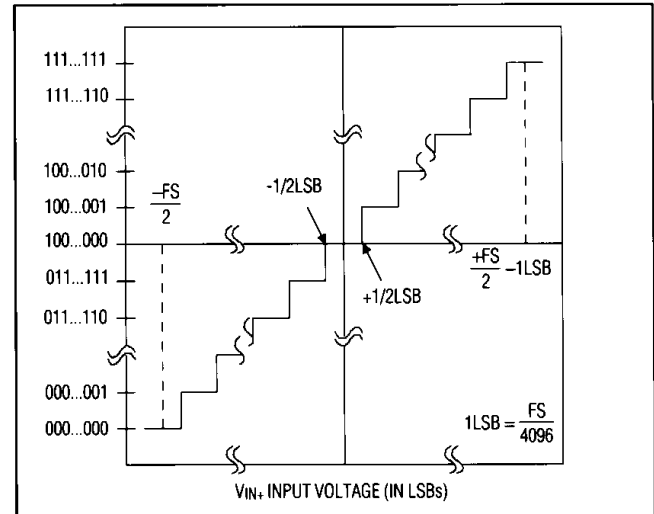 111...111
111...110
100...010
100...001
100...000
011...111
011...110
000...001
000...000
–FS
2
-1/2LSB
+1/2LSB
+FS
2
-1LSB
1LSB = FS
4096
VIN+ INPUT VOLTAGE (IN LSBs)